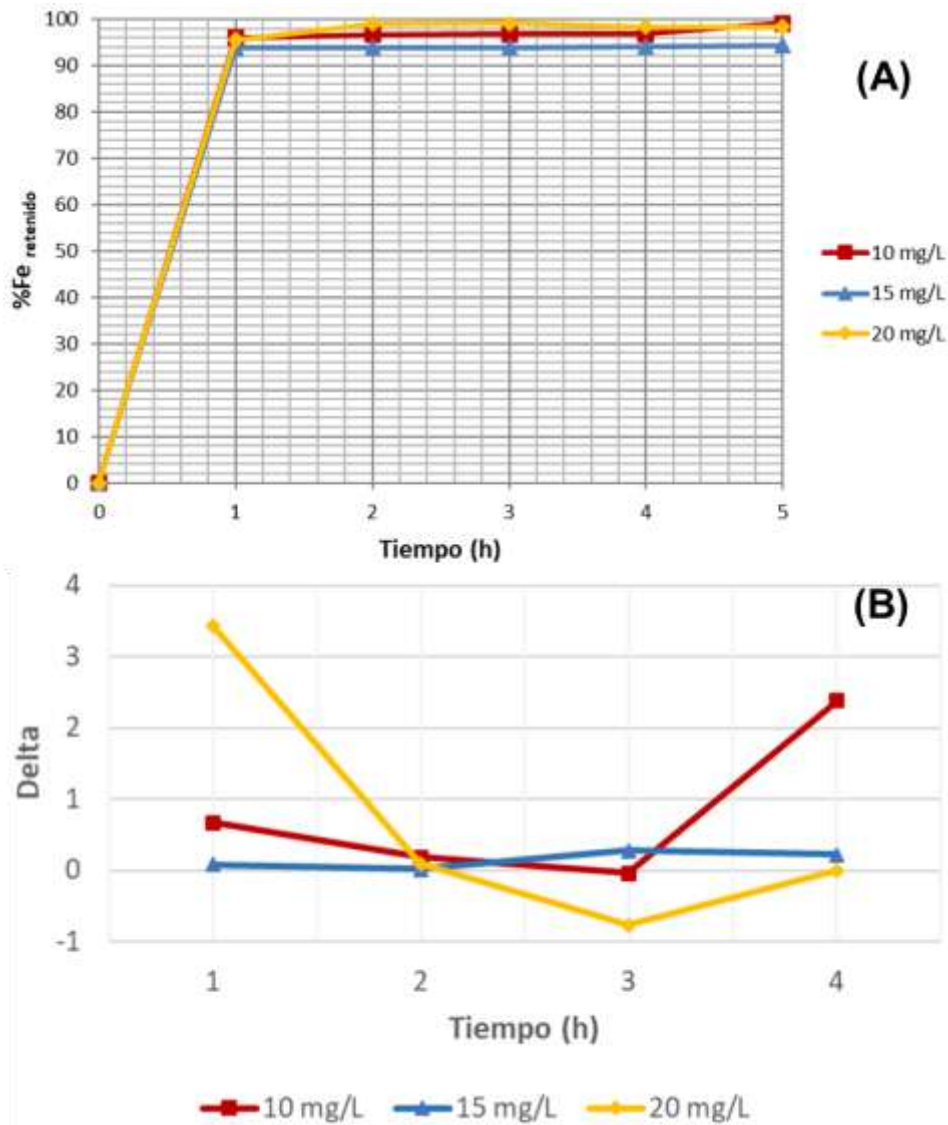 100
90
80
70
60
50
40
30
20
10
0
%Fe retenido
0 1 2 3 4 5
Tiempo (h)
(A)
10 mg/L
15 mg/L
20 mg/L
(B)
4
3
2
1
0
-1
Delta
1 2 3 4
Tiempo (h)
10 mg/L 15 mg/L 20 mg/L